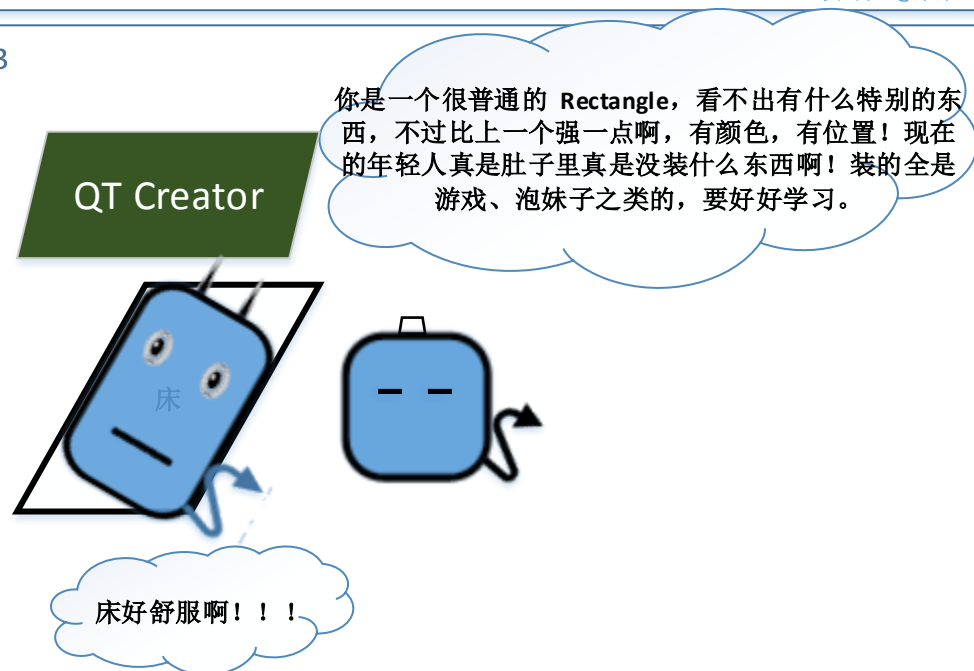 你是一个很普通的 Rectangle，看不出有什么特别的东
西，不过比上一个强一点啊，有颜色，有位置！现在
的年轻人真是肚子里真是没装什么东西啊！装的全是
游戏、泡妹子之类的，要好好学习。
QT Creator
床
床好舒服啊！！！